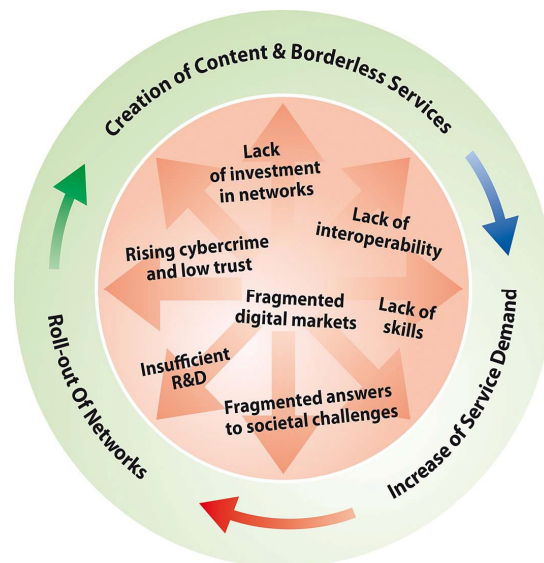 Creation of Content & Borderless Services
Lack
of investment
in networks
Lack of
interoperability
Rising cybercrime
and low trust
Fragmented
digital markets
Lack of
skills
Insufficient
R&D
Fragmented answers
to societal challenges
Increase of Service Demand
Roll-out Of Networks